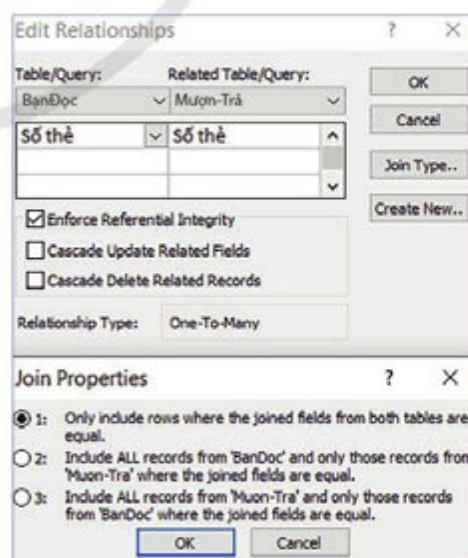 Edit Relationships ? ×
Table/Query: Related Table/Query:
BạnĐọc Mượn-Trả
Số thẻ Số thẻ
OK
Cancel
Join Type..
Create New..
Enforce Referential Integrity
Cascade Update Related Fields
Cascade Delete Related Records
Relationship Type: One-To-Many
Join Properties ? ×
1: Only include rows where the joined fields from both tables are
equal.
2: Include ALL records from 'BanDoc' and only those records from
'Muon-Tra' where the joined fields are equal.
3: Include ALL records from 'Muon-Tra' and only those records
from 'BanDoc' where the joined fields are equal.
OK Cancel